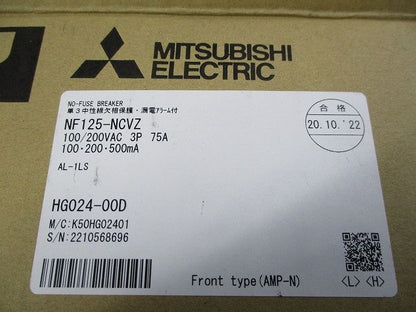 MITSUBISHI
ELECTRIC
NO-FUSE BREAKER
単3中性線欠相保護・漏電アラーム付
NF125-NCVZ
100/200VAC 3P 75A
100・200・500mA
AL-1LS
HG024-00D
M/C:K50HG02401
S/N:2210568696
合格
20.10.'22
Front type(AMP-N)
<L> <H>